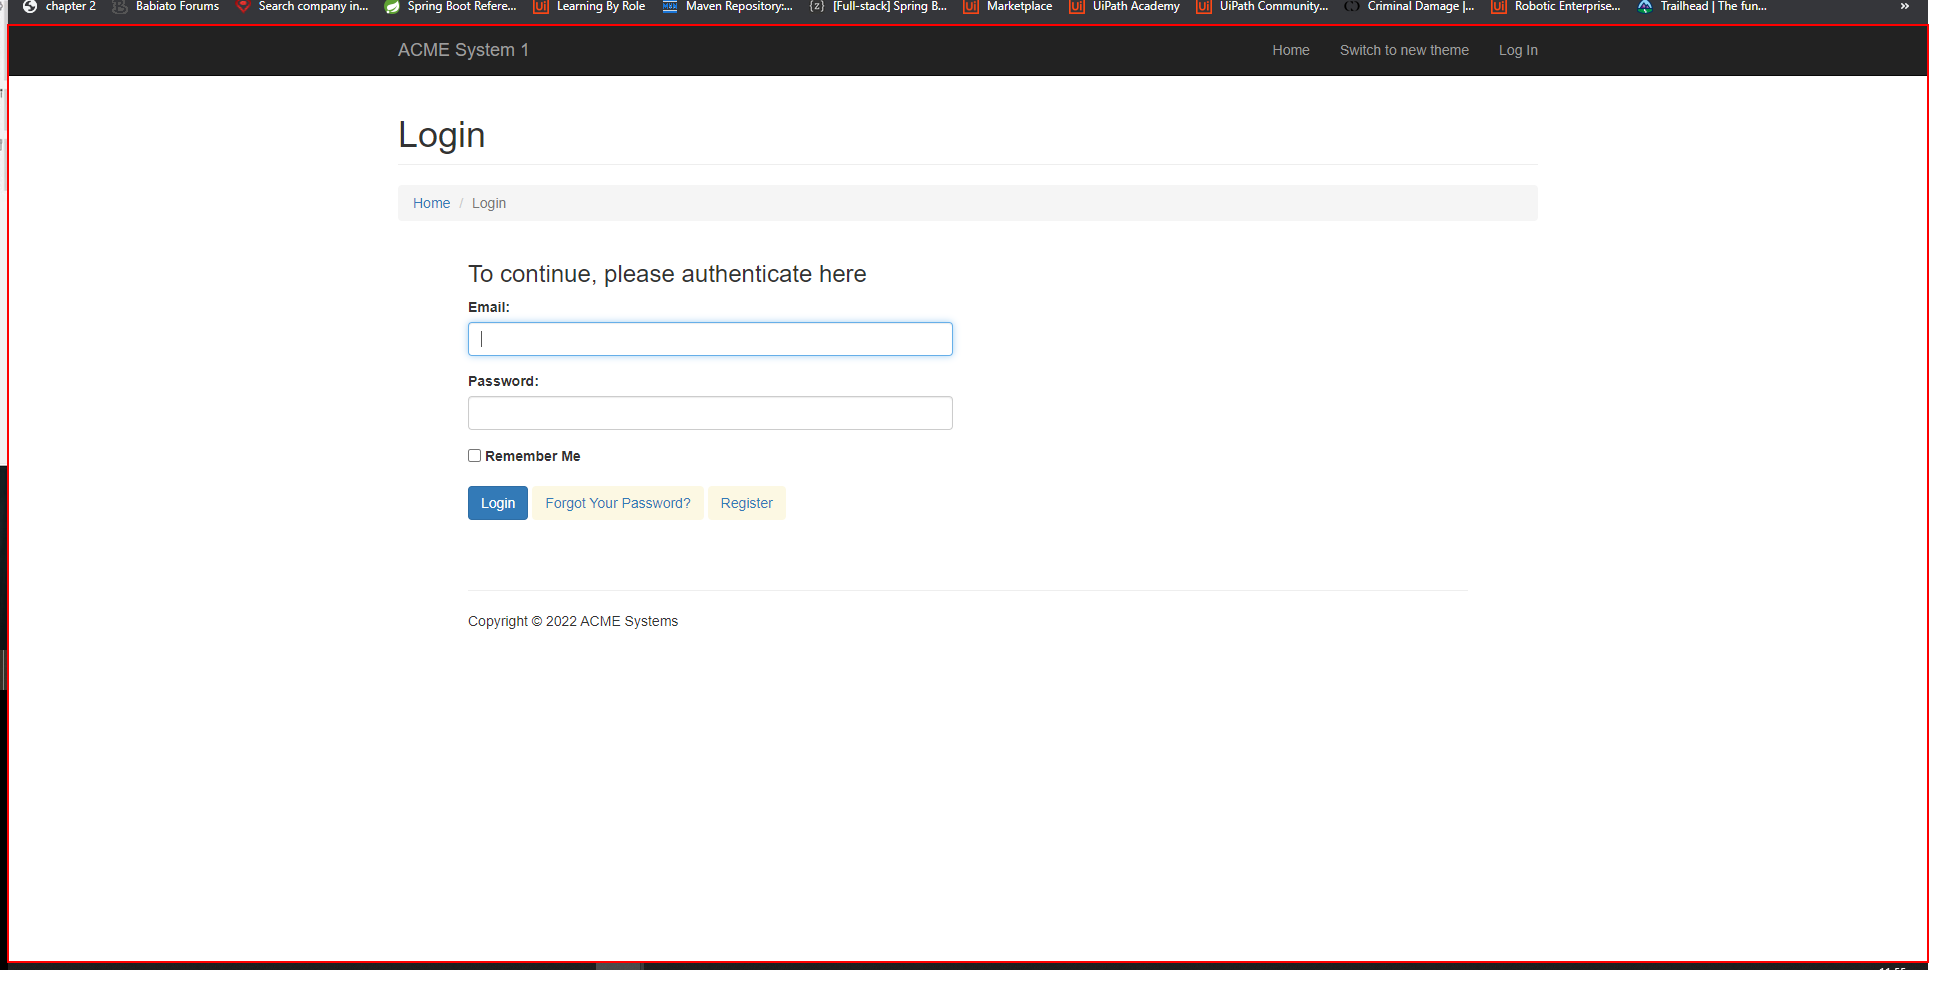 chapter 2 Babiato Forums Search company in... Spring Boot Refere... Learning By Role Maven Repository:... [Full-stack] Spring B... Marketplace UiPath Academy UiPath Community... Criminal Damage |... Robotic Enterprise... Trailhead | The fun... »
ACME System 1 Home Switch to new theme Log In
Login
Home / Login
To continue, please authenticate here
Email:
Password:
Remember Me
Login Forgot Your Password? Register
Copyright © 2022 ACME Systems